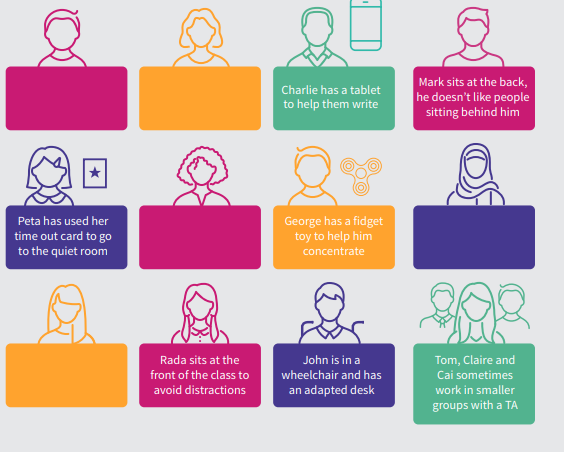 Charlie has a tablet
to help them write
Mark sits at the back,
he doesn't like people
sitting behind him
Peta has used her
time out card to go
to the quiet room
George has a fidget
toy to help him
concentrate
Rada sits at the
front of the class to
avoid distractions
John is in a
wheelchair and has
an adapted desk
Tom, Claire and
Cai sometimes
work in smaller
groups with a TA